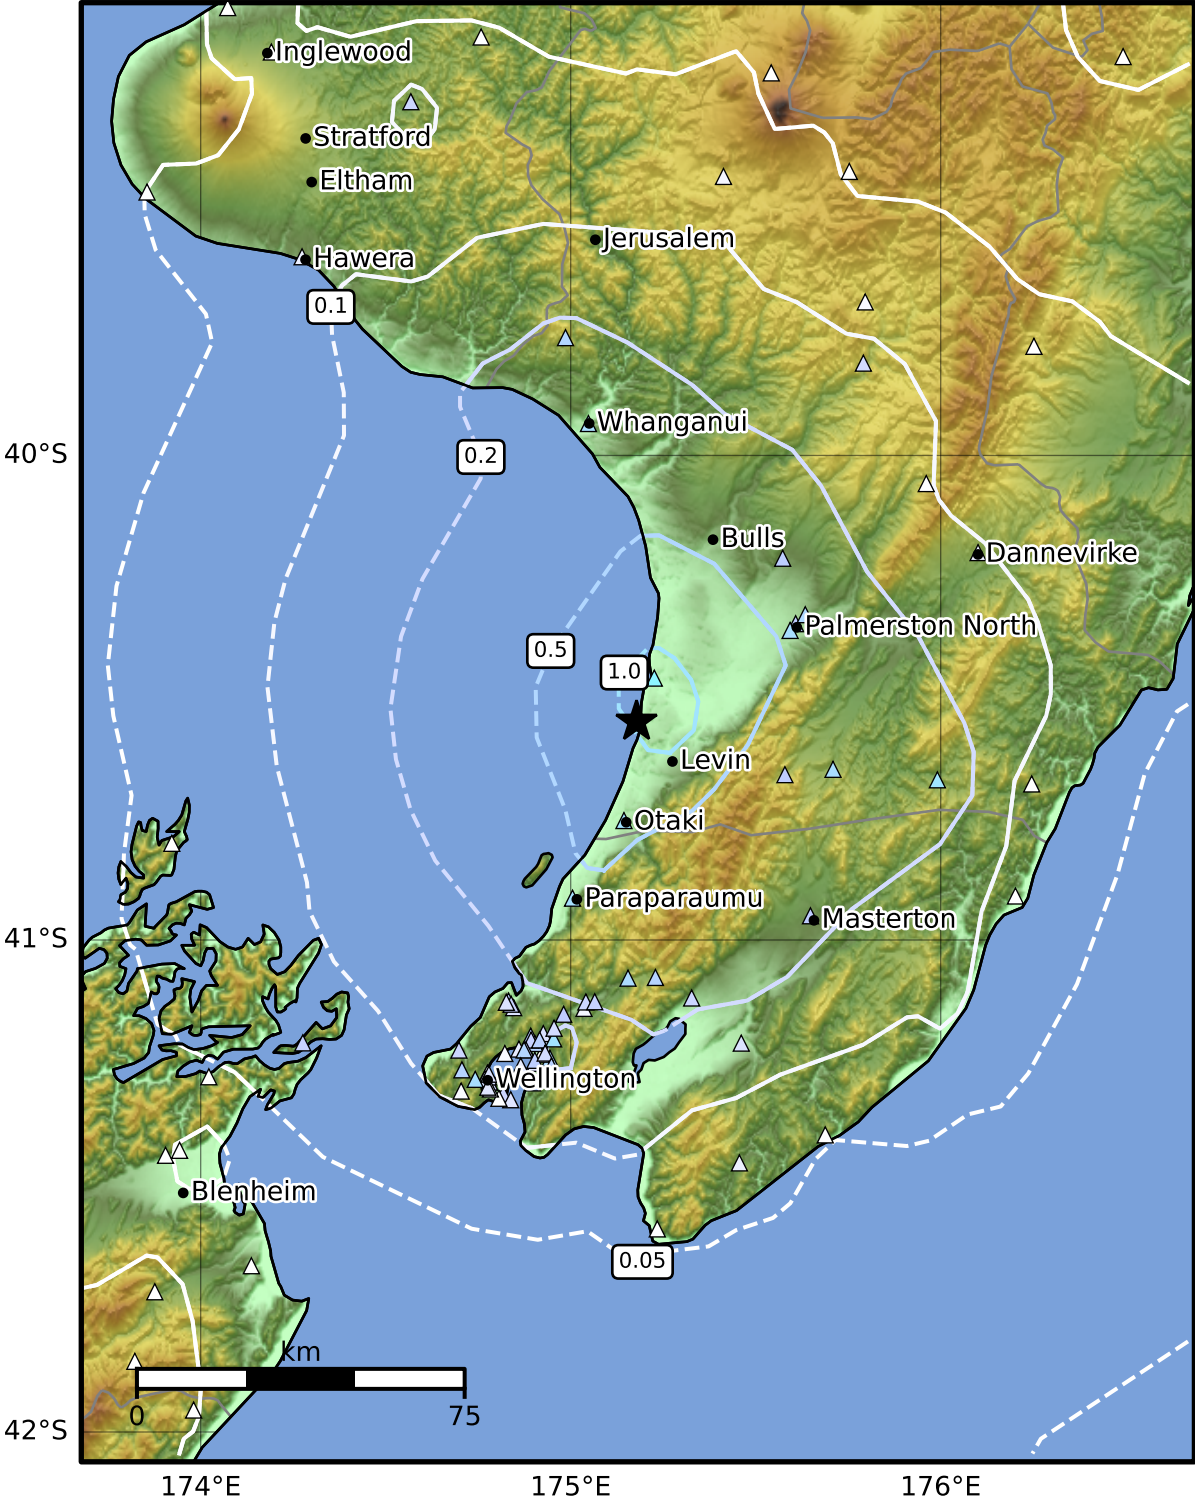 Inglewood
Stratford
Eltham
Jerusalem
Hawera
0.1
Whanganui
40°S
0.2
Bulls
Dannevirke
Palmerston North
0.5
1.0
Levin
Otaki
Paraparaumu
Masterton
41°S
Wellington
Blenheim
0.05
km
0
75
42°S
174°E
175°E
176°E